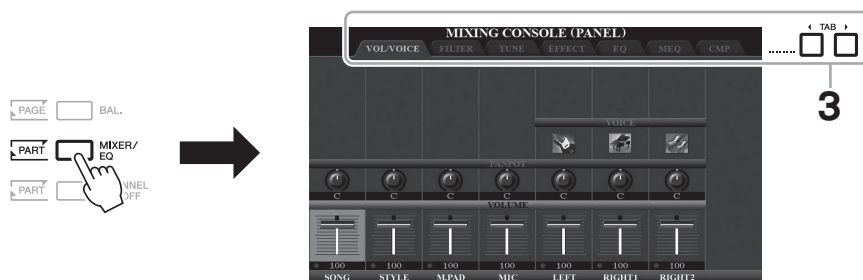 MIXING CONSOLE (PANEL)
TAB
VOL/VOICE FILTER TUNE EFFECT EQ MEQ CMP
3
PAGE BAL.
PART MIXER/
EQ
PART NNEL
OFF
VOICE
PANPOT
C C C C C C C
VOLUME
100 100 100 100 100 100 100
SONG STYLE M.PAD MIC LEFT RIGHT1 RIGHT2